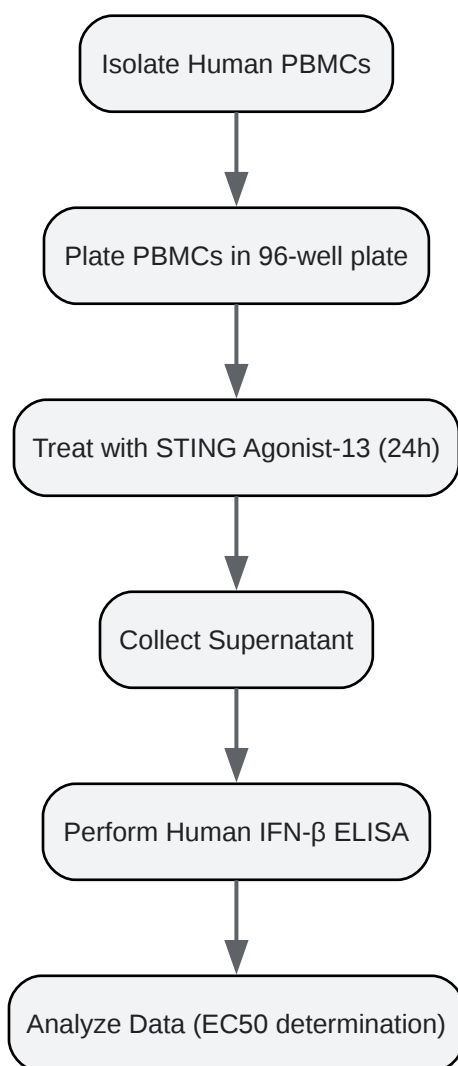 Isolate Human PBMCs
Plate PBMCs in 96-well plate
Treat with STING Agonist-13 (24h)
Collect Supernatant
Perform Human IFN-β ELISA
Analyze Data (EC50 determination)